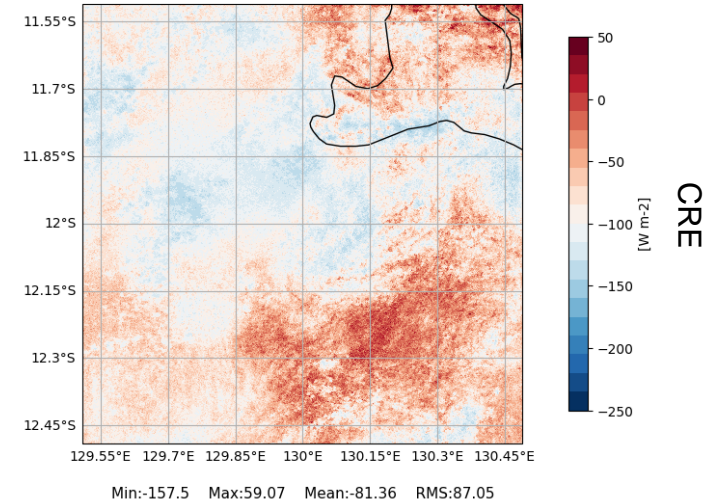 11.55°S
11.7°S
11.85°S
12°S
12.15°S
12.3°S
12.45°S
129.55°E 129.7°E 129.85°E 130°E 130.15°E 130.3°E 130.45°E
50
0
−50
−100
−150
−200
−250
[W m-2]
CRE
Min:-157.5 Max:59.07 Mean:-81.36 RMS:87.05